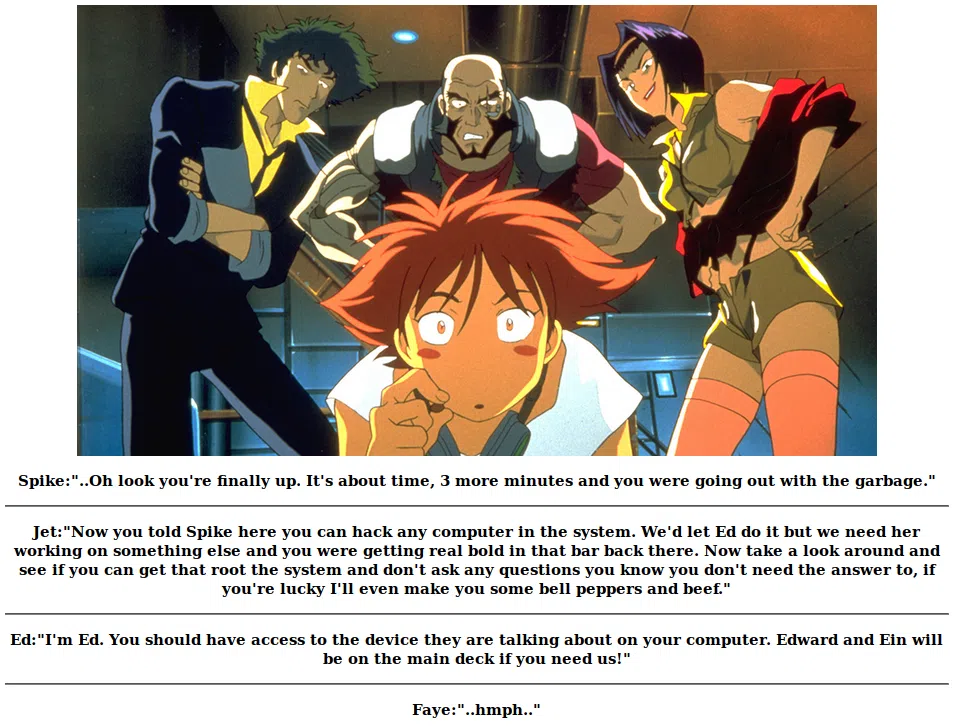 Spike:"..Oh look you're finally up. It's about time, 3 more minutes and you were going out with the garbage."
Jet:"Now you told Spike here you can hack any computer in the system. We'd let Ed do it but we need her
working on something else and you were getting real bold in that bar back there. Now take a look around and
see if you can get that root the system and don't ask any questions you know you don't need the answer to, if
you're lucky I'll even make you some bell peppers and beef."
Ed:"I'm Ed. You should have access to the device they are talking about on your computer. Edward and Ein will
be on the main deck if you need us!"
Faye:"..hmph.."